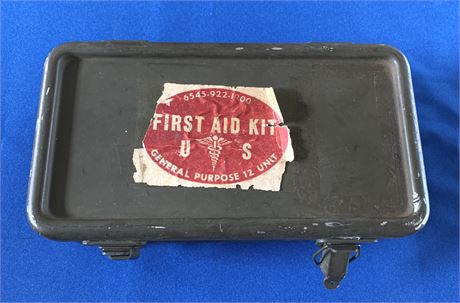 6545-922-1200
FIRST AID KIT
U S
GENERAL PURPOSE 12 UNIT